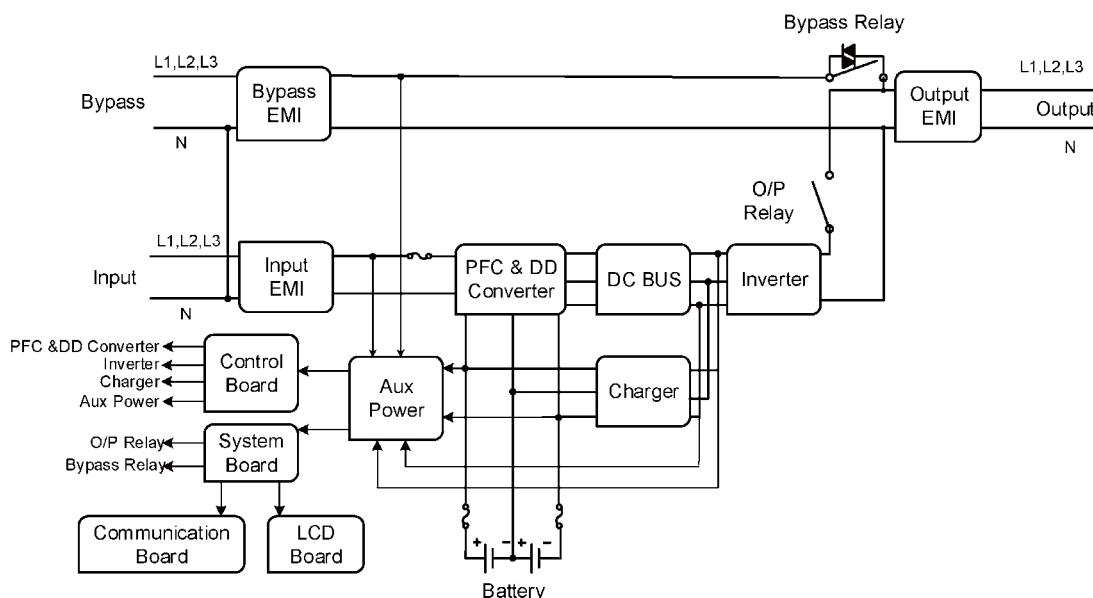 Bypass Relay
L1,L2,L3
Bypass
N
Bypass
EMI
Output
EMI
L1,L2,L3
Output
N
O/P
Relay
L1,L2,L3
Input
N
Input
EMI
PFC & DD
Converter
DC BUS
Inverter
PFC &DD Converter
Inverter
Charger
Aux Power
Control
Board
Aux
Power
Charger
O/P Relay
Bypass Relay
System
Board
Communication
Board
LCD
Board
+ - + -
Battery